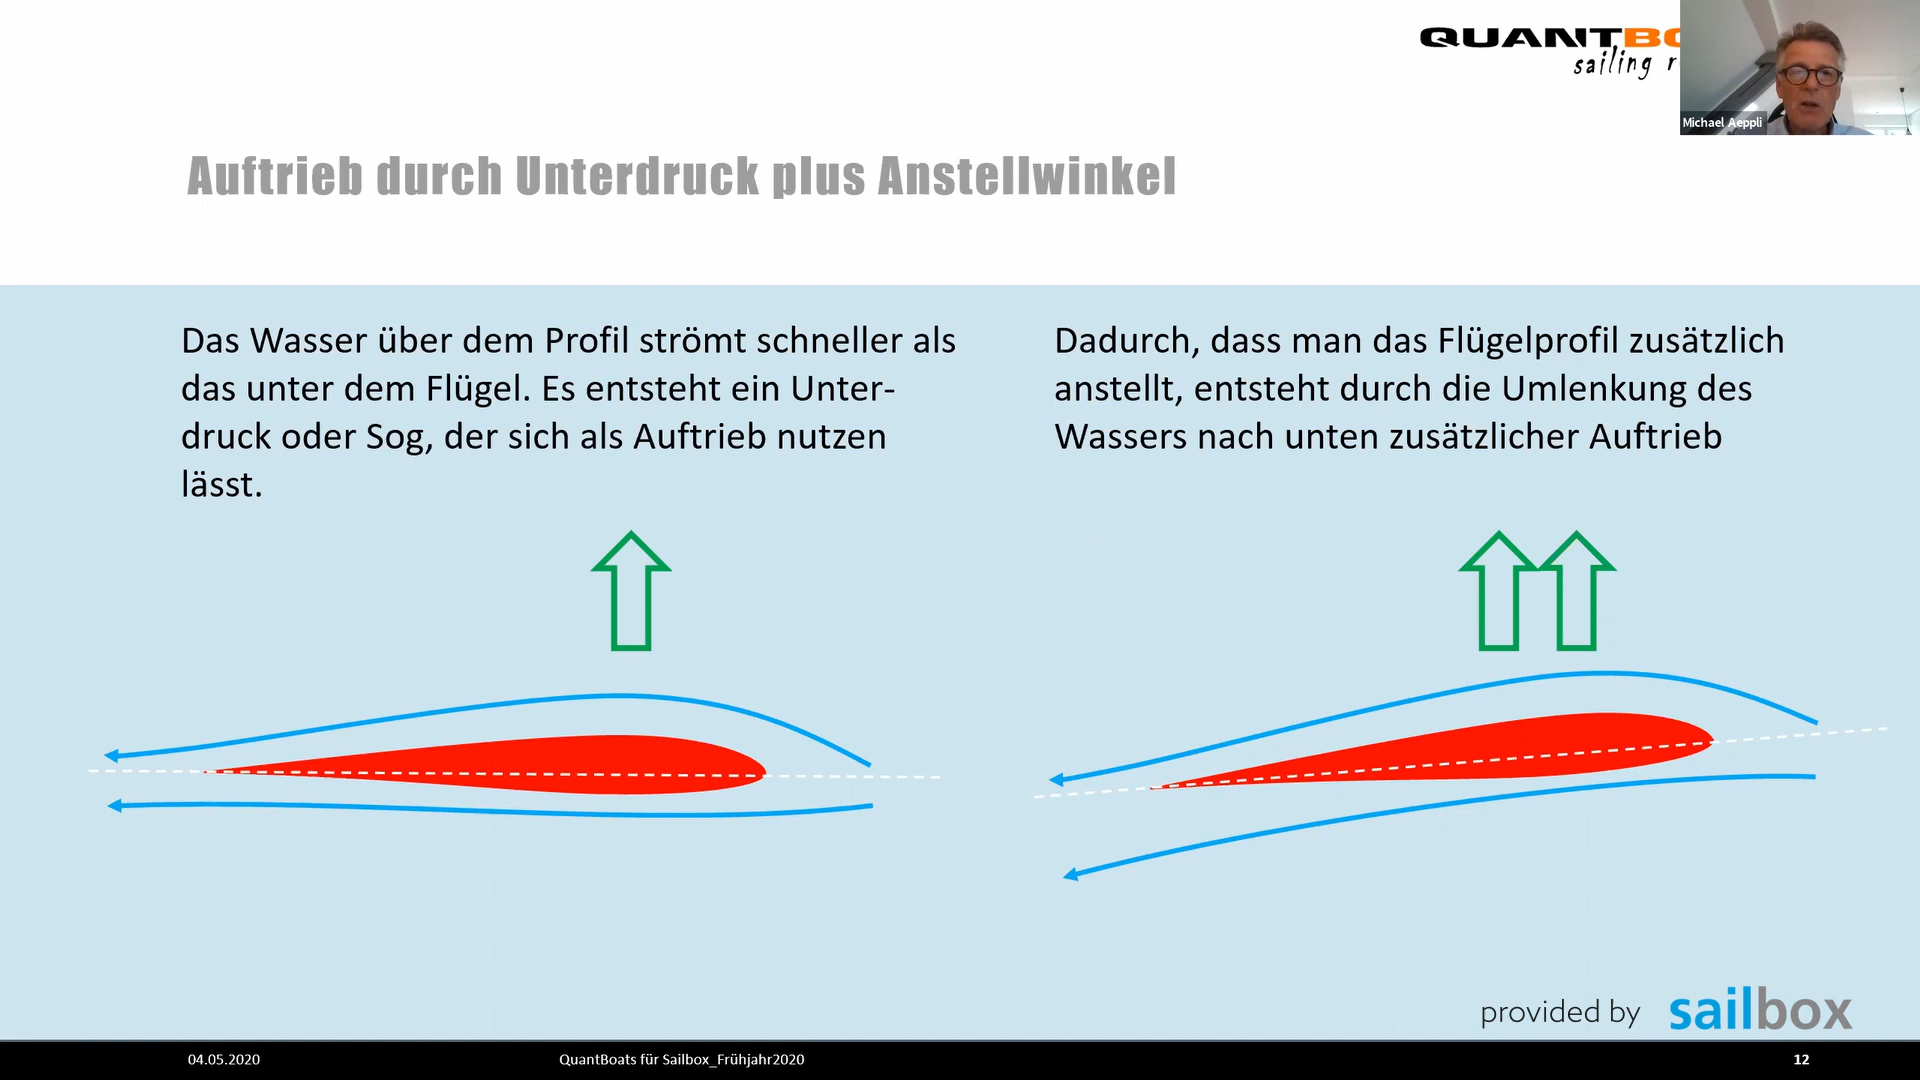 QUANTBO
sailing r
Michael Aeppli
Auftrieb durch Unterdruck plus Anstellwinkel
Das Wasser über dem Profil strömt schneller als
das unter dem Flügel. Es entsteht ein Unter-
druck oder Sog, der sich als Auftrieb nutzen
lässt.
Dadurch, dass man das Flügelprofil zusätzlich
anstellt, entsteht durch die Umlenkung des
Wassers nach unten zusätzlicher Auftrieb
provided by sailbox
04.05.2020
QuantBoats für Sailbox_Frühjahr2020
12